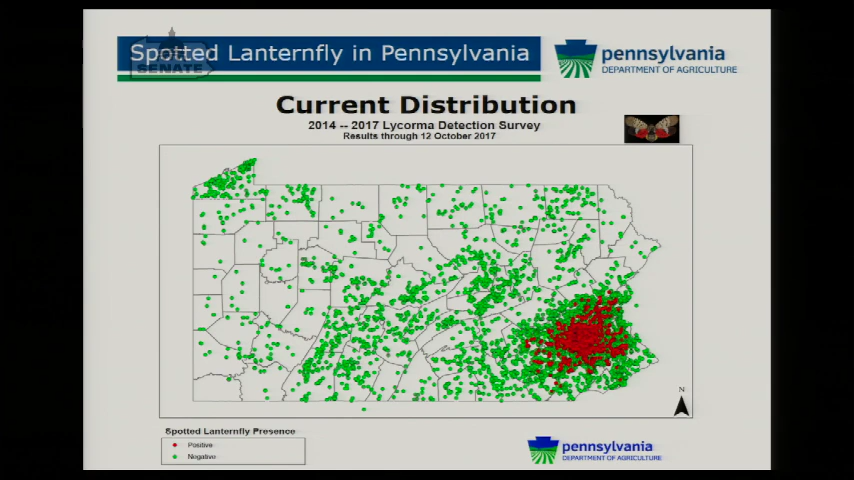 Spotted Lanternfly in Pennsylvania
SENATE
pennsylvania
DEPARTMENT OF AGRICULTURE
Current Distribution
2014 -- 2017 Lycorma Detection Survey
Results through 12 October 2017
N
Spotted Lanternfly Presence
Positive
Negative
pennsylvania
DEPARTMENT OF AGRICULTURE